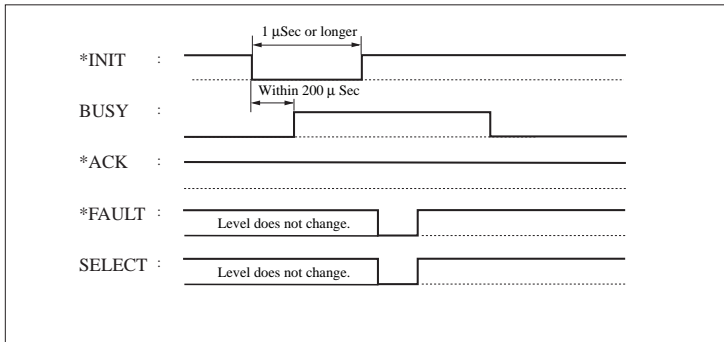 1 µSec or longer
*INIT :
Within 200 µ Sec
BUSY :
*ACK :
*FAULT : Level does not change.
SELECT : Level does not change.